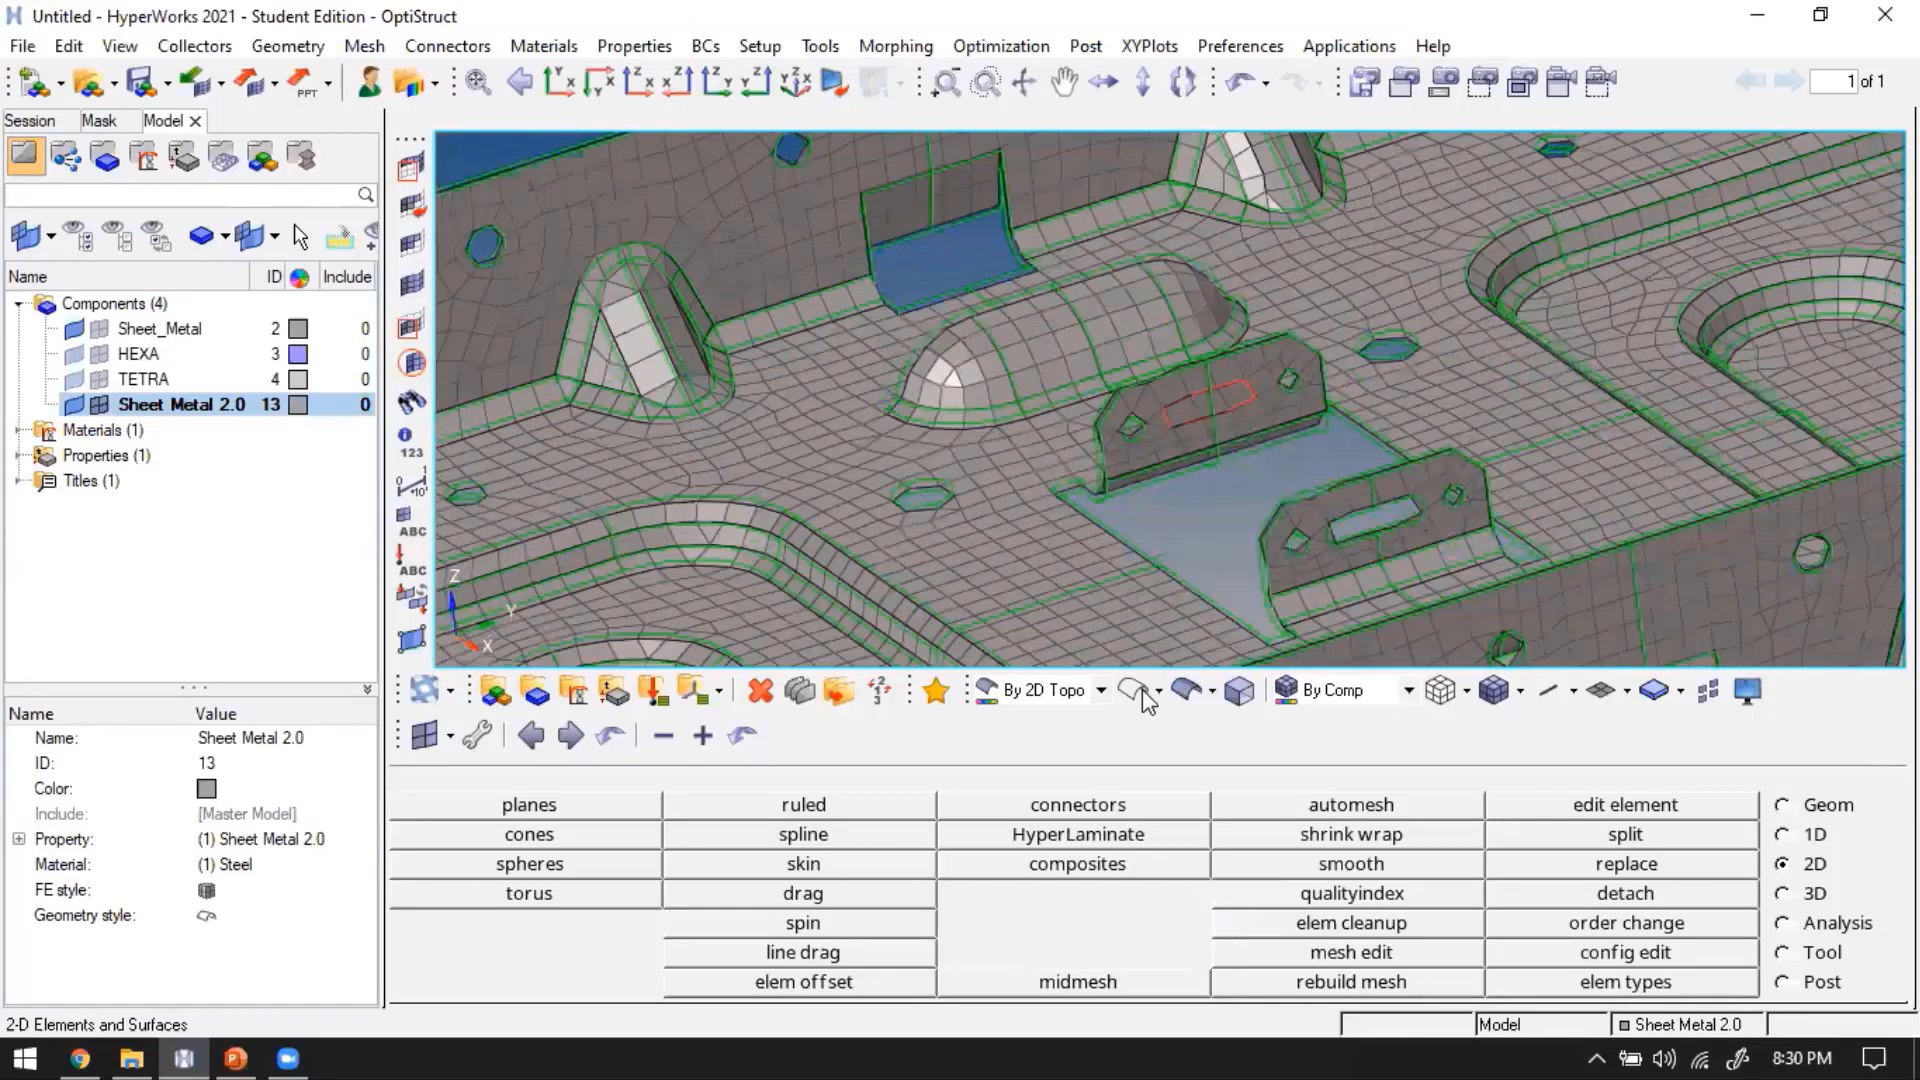 Untitled - HyperWorks 2021 - Student Edition - OptiStruct
File Edit View Collectors Geometry Mesh Connectors Materials Properties BCs Setup Tools Morphing Optimization Post XYPlots Preferences Applications Help
PPT
1 of 1
Session Mask Model
Name ID Include
Components (4)
Sheet_Metal 2 0
HEXA 3 0
TETRA 4 0
Sheet Metal 2.0 13 0
Materials (1)
Properties (1)
Titles (1)
123
ABC
ABC
Z
Y
X
By 2D Topo By Comp
Name Value
Name: Sheet Metal 2.0
ID: 13
Color:
Include: [Master Model]
Property: (1) Sheet Metal 2.0
Material: (1) Steel
FE style:
Geometry style:
planes ruled connectors automesh edit element Geom
cones spline HyperLaminate shrink wrap split 1D
spheres skin composites smooth replace 2D
torus drag qualityindex detach 3D
spin elem cleanup order change Analysis
line drag mesh edit config edit Tool
elem offset midmesh rebuild mesh elem types Post
2-D Elements and Surfaces Model Sheet Metal 2.0
8:30 PM